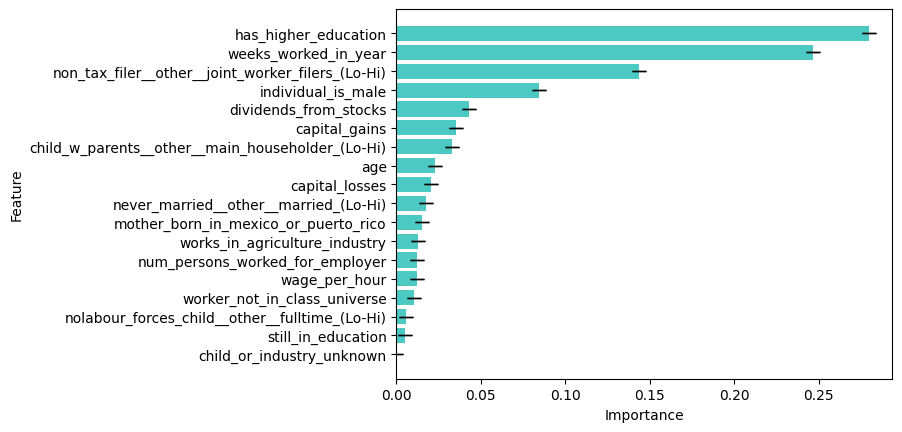 has_higher_education
weeks_worked_in_year
non_tax_filer__other__joint_worker_filers_(Lo-Hi)
individual_is_male
dividends_from_stocks
capital_gains
child_w_parents__other__main_householder_(Lo-Hi)
age
capital_losses
never_married__other__married_(Lo-Hi)
mother_born_in_mexico_or_puerto_rico
works_in_agriculture_industry
num_persons_worked_for_employer
wage_per_hour
worker_not_in_class_universe
nolabour_forces_child__other__fulltime_(Lo-Hi)
still_in_education
child_or_industry_unknown
Feature
0.00 0.05 0.10 0.15 0.20 0.25
Importance